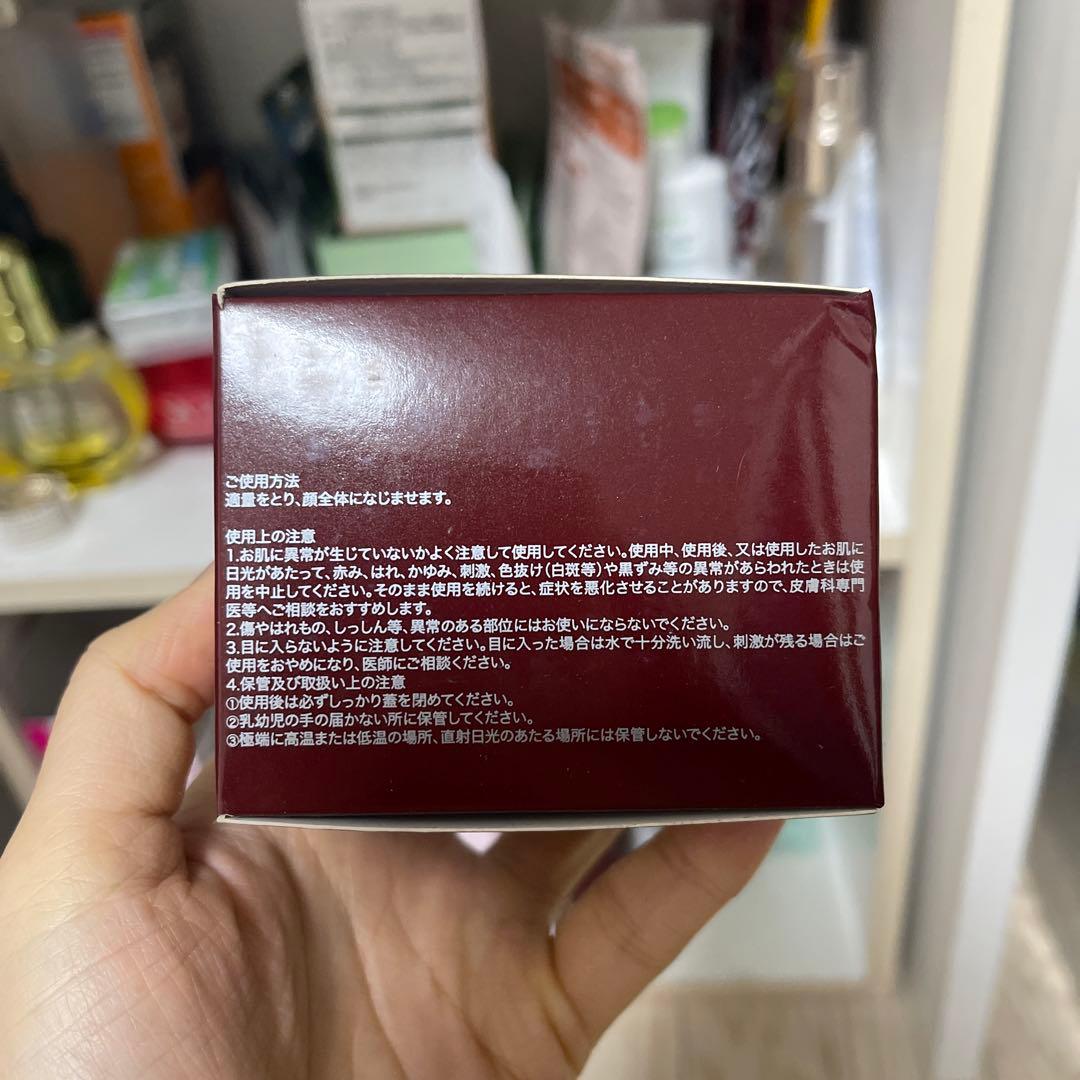 ご使用方法
適量をとり、顔全体になじませます。
使用上の注意
1.お肌に異常が生じていないかよく注意して使用してください。使用中、使用後、又は使用したお肌に
日光があたって、赤み、はれ、かゆみ、刺激、色抜け(白斑等)や黒ずみ等の異常があらわれたときは使
用を中止してください。そのまま使用を続けると、症状を悪化させることがありますので、皮膚科専門
医等へご相談をおすすめします。
2.傷やはれもの、しっしん等、異常のある部位にはお使いにならないでください。
3.目に入らないように注意してください。目に入った場合は水で十分洗い流し、刺激が残る場合はご
使用をおやめになり、医師にご相談ください。
4.保管及び取扱い上の注意
①使用後は必ずしっかり蓋を閉めてください。
②乳幼児の手の届かない所に保管してください。
③極端に高温または低温の場所、直射日光のあたる場所には保管しないでください。